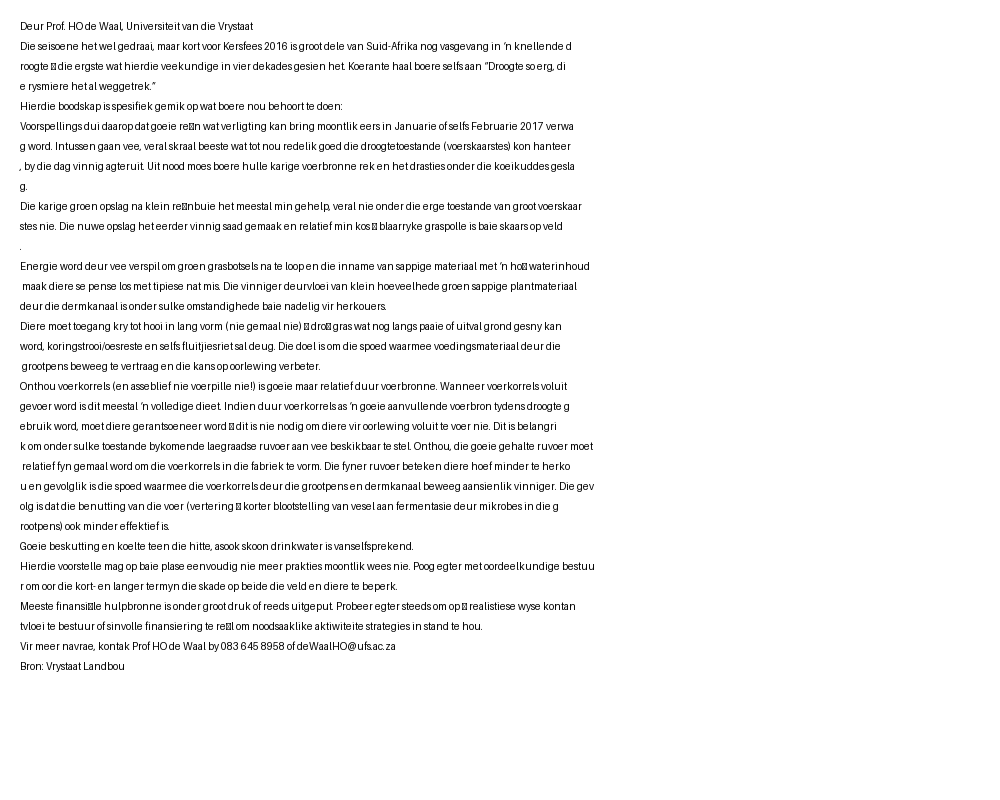 Deur Prof. HO de Waal, Universiteit van die Vrystaat
Die seisoene het wel gedraai, maar kort voor Kersfees 2016 is groot dele van Suid-Afrika nog vasgevang in ’n knellende d
roogte � die ergste wat hierdie veekundige in vier dekades gesien het. Koerante haal boere selfs aan “Droogte so erg, di
e rysmiere het al weggetrek.”
Hierdie boodskap is spesifiek gemik op wat boere nou behoort te doen:
Voorspellings dui daarop dat goeie re�n wat verligting kan bring moontlik eers in Januarie of selfs Februarie 2017 verwa
g word. Intussen gaan vee, veral skraal beeste wat tot nou redelik goed die droogtetoestande (voerskaarstes) kon hanteer
, by die dag vinnig agteruit. Uit nood moes boere hulle karige voerbronne rek en het drasties onder die koeikuddes gesla
g.
Die karige groen opslag na klein re�nbuie het meestal min gehelp, veral nie onder die erge toestande van groot voerskaar
stes nie. Die nuwe opslag het eerder vinnig saad gemaak en relatief min kos � blaarryke graspolle is baie skaars op veld
.
Energie word deur vee verspil om groen grasbotsels na te loop en die inname van sappige materiaal met ’n ho� waterinhoud
maak diere se pense los met tipiese nat mis. Die vinniger deurvloei van klein hoeveelhede groen sappige plantmateriaal
deur die dermkanaal is onder sulke omstandighede baie nadelig vir herkouers.
Diere moet toegang kry tot hooi in lang vorm (nie gemaal nie) � dro� gras wat nog langs paaie of uitval grond gesny kan
word, koringstrooi/oesreste en selfs fluitjiesriet sal deug. Die doel is om die spoed waarmee voedingsmateriaal deur die
grootpens beweeg te vertraag en die kans op oorlewing verbeter.
Onthou voerkorrels (en asseblief nie voerpille nie!) is goeie maar relatief duur voerbronne. Wanneer voerkorrels voluit
gevoer word is dit meestal ’n volledige dieet. Indien duur voerkorrels as ’n goeie aanvullende voerbron tydens droogte g
ebruik word, moet diere gerantsoeneer word � dit is nie nodig om diere vir oorlewing voluit te voer nie. Dit is belangri
k om onder sulke toestande bykomende laegraadse ruvoer aan vee beskikbaar te stel. Onthou, die goeie gehalte ruvoer moet
relatief fyn gemaal word om die voerkorrels in die fabriek te vorm. Die fyner ruvoer beteken diere hoef minder te herko
u en gevolglik is die spoed waarmee die voerkorrels deur die grootpens en dermkanaal beweeg aansienlik vinniger. Die gev
olg is dat die benutting van die voer (vertering � korter blootstelling van vesel aan fermentasie deur mikrobes in die g
rootpens) ook minder effektief is.
Goeie beskutting en koelte teen die hitte, asook skoon drinkwater is vanselfsprekend.
Hierdie voorstelle mag op baie plase eenvoudig nie meer prakties moontlik wees nie. Poog egter met oordeelkundige bestuu
r om oor die kort- en langer termyn die skade op beide die veld en diere te beperk.
Meeste finansi�le hulpbronne is onder groot druk of reeds uitgeput. Probeer egter steeds om op � realistiese wyse kontan
tvloei te bestuur of sinvolle finansiering te re�l om noodsaaklike aktiwiteite strategies in stand te hou.
Vir meer navrae, kontak Prof HO de Waal by 083 645 8958 of deWaalHO@ufs.ac.za
Bron: Vrystaat Landbou